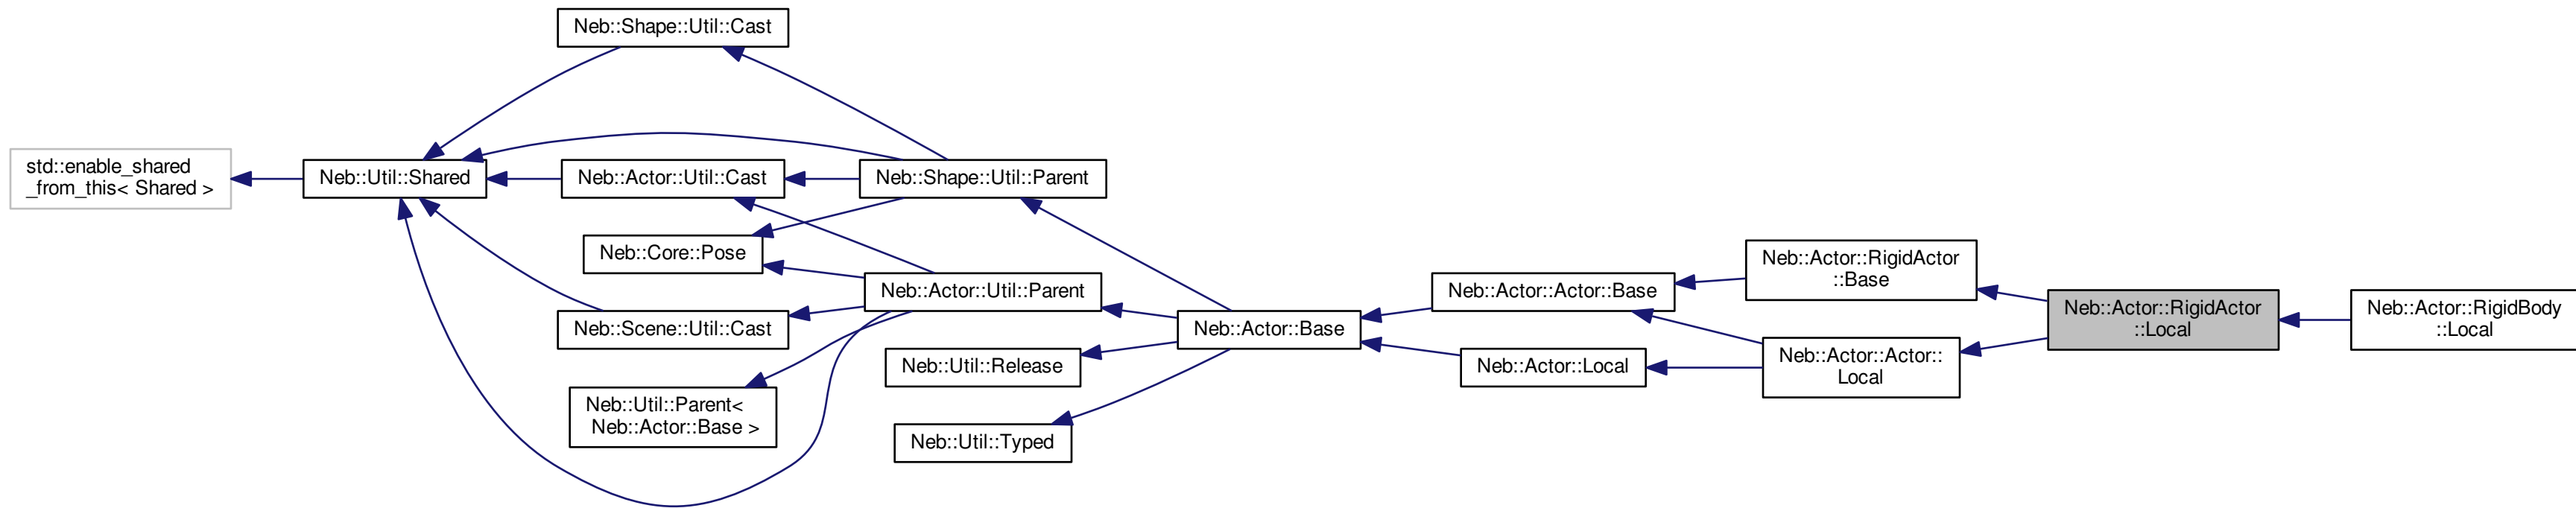 Neb::Shape::Util::Cast
std::enable_shared
_from_this< Shared >
Neb::Util::Shared
Neb::Actor::Util::Cast
Neb::Shape::Util::Parent
Neb::Core::Pose
Neb::Actor::Util::Parent
Neb::Scene::Util::Cast
Neb::Util::Parent<
Neb::Actor::Base >
Neb::Actor::Base
Neb::Util::Release
Neb::Util::Typed
Neb::Actor::Actor::Base
Neb::Actor::Local
Neb::Actor::RigidActor
::Base
Neb::Actor::Actor::
Local
Neb::Actor::RigidActor
::Local
Neb::Actor::RigidBody
::Local